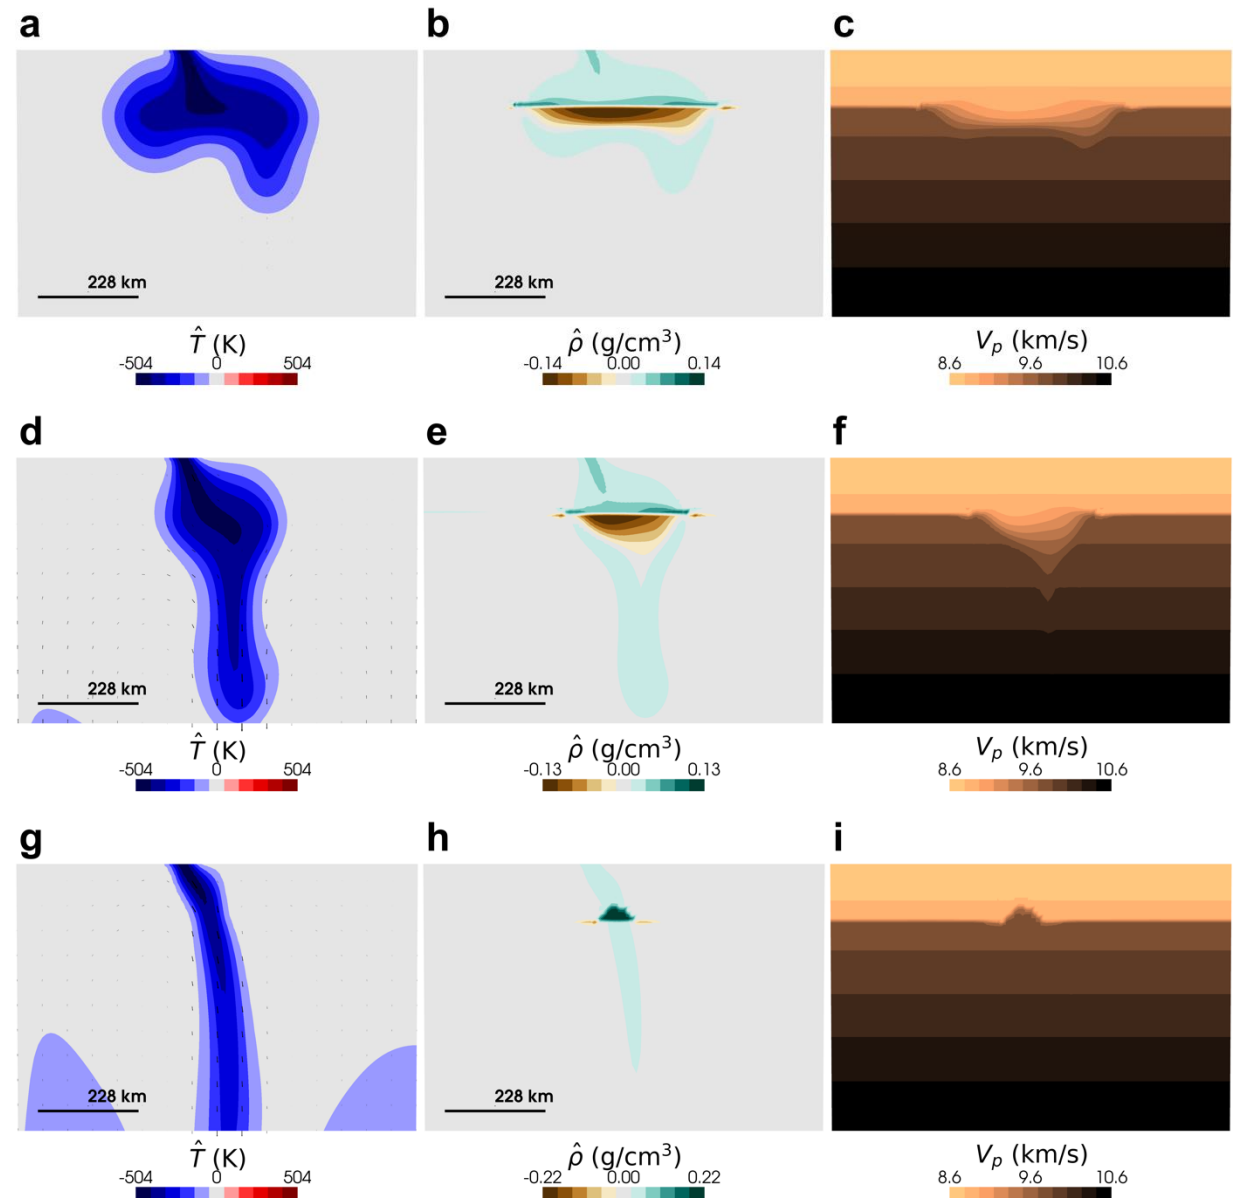 a b c
228 km 228 km
T̂ (K) ρ̂ (g/cm³) Vₚ (km/s)
-504 0 504 -0.14 0.00 0.14 8.6 9.6 10.6
d e f
228 km 228 km
T̂ (K) ρ̂ (g/cm³) Vₚ (km/s)
-504 0 504 -0.13 0.00 0.13 8.6 9.6 10.6
g h i
228 km 228 km
T̂ (K) ρ̂ (g/cm³) Vₚ (km/s)
-504 0 504 -0.22 0.00 0.22 8.6 9.6 10.6